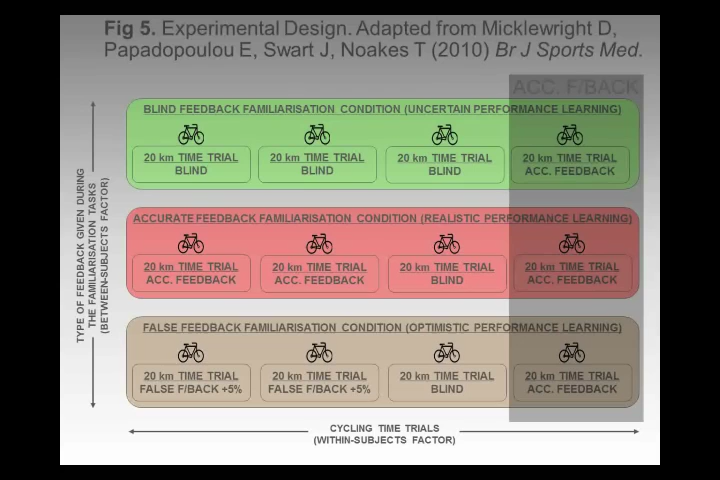 Fig 5. Experimental Design. Adapted from Micklewright D,
Papadopoulou E, Swart J, Noakes T (2010) Br J Sports Med.
ACC. F/BACK
BLIND FEEDBACK FAMILIARISATION CONDITION (UNCERTAIN PERFORMANCE LEARNING)
20 km TIME TRIAL
BLIND
20 km TIME TRIAL
BLIND
20 km TIME TRIAL
BLIND
20 km TIME TRIAL
ACC. FEEDBACK
ACCURATE FEEDBACK FAMILIARISATION CONDITION (REALISTIC PERFORMANCE LEARNING)
20 km TIME TRIAL
ACC. FEEDBACK
20 km TIME TRIAL
ACC. FEEDBACK
20 km TIME TRIAL
BLIND
20 km TIME TRIAL
ACC. FEEDBACK
FALSE FEEDBACK FAMILIARISATION CONDITION (OPTIMISTIC PERFORMANCE LEARNING)
20 km TIME TRIAL
FALSE F/BACK +5%
20 km TIME TRIAL
FALSE F/BACK +5%
20 km TIME TRIAL
BLIND
20 km TIME TRIAL
ACC. FEEDBACK
TYPE OF FEEDBACK GIVEN DURING
THE FAMILIARISATION TASKS
(BETWEEN-SUBJECTS FACTOR)
CYCLING TIME TRIALS
(WITHIN-SUBJECTS FACTOR)